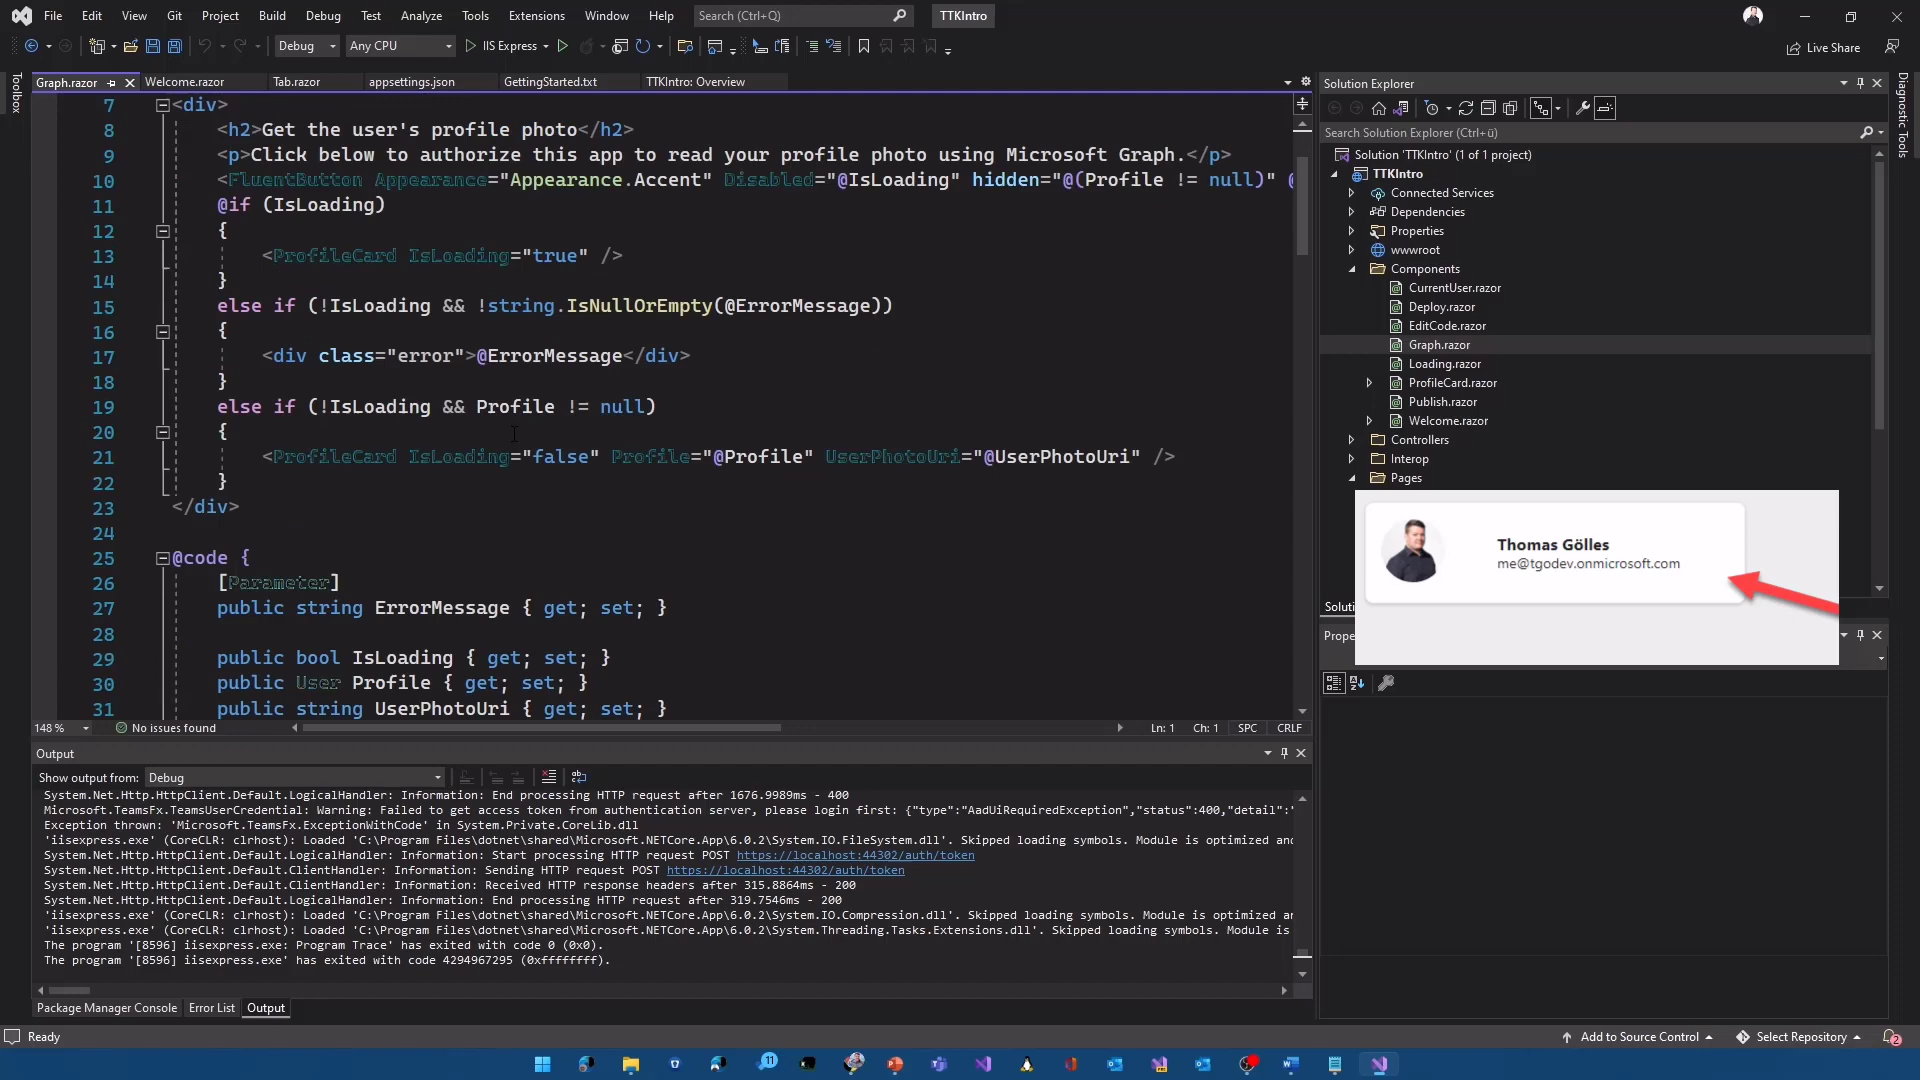 File Edit View Git Project Build Debug Test Analyze Tools Extensions Window Help Search (Ctrl+Q) TTKIntro
Debug Any CPU IIS Express Live Share
Toolbox
Graph.razor Welcome.razor Tab.razor appsettings.json GettingStarted.txt TTKIntro: Overview
7 <div>
8 <h2>Get the user's profile photo</h2>
9 <p>Click below to authorize this app to read your profile photo using Microsoft Graph.</p>
10 <FluentButton Appearance="Appearance.Accent" Disabled="@IsLoading" hidden="@(Profile != null)" @
11 @if (IsLoading)
12 {
13 <ProfileCard IsLoading="true" />
14 }
15 else if (!IsLoading && !string.IsNullOrEmpty(@ErrorMessage))
16 {
17 <div class="error">@ErrorMessage</div>
18 }
19 else if (!IsLoading && Profile != null)
20 {
21 <ProfileCard IsLoading="false" Profile="@Profile" UserPhotoUri="@UserPhotoUri" />
22 }
23 </div>
24
25 @code {
26 [Parameter]
27 public string ErrorMessage { get; set; }
28
29 public bool IsLoading { get; set; }
30 public User Profile { get; set; }
31 public string UserPhotoUri { get; set; }
148 % No issues found Ln: 1 Ch: 1 SPC CRLF
Output
Show output from: Debug
System.Net.Http.HttpClient.Default.LogicalHandler: Information: End processing HTTP request after 1676.9989ms - 400
Microsoft.TeamsFx.TeamsUserCredential: Warning: Failed to get access token from authentication server, please login first: {"type":"AadUiRequiredException","status":400,"detail":"
Exception thrown: 'Microsoft.TeamsFx.ExceptionWithCode' in System.Private.CoreLib.dll
'iisexpress.exe' (CoreCLR: clrhost): Loaded 'C:\Program Files\dotnet\shared\Microsoft.NETCore.App\6.0.2\System.IO.FileSystem.dll'. Skipped loading symbols. Module is optimized and
System.Net.Http.HttpClient.Default.LogicalHandler: Information: Start processing HTTP request POST https://localhost:44302/auth/token
System.Net.Http.HttpClient.Default.ClientHandler: Information: Sending HTTP request POST https://localhost:44302/auth/token
System.Net.Http.HttpClient.Default.ClientHandler: Information: Received HTTP response headers after 315.8864ms - 200
System.Net.Http.HttpClient.Default.LogicalHandler: Information: End processing HTTP request after 319.7546ms - 200
'iisexpress.exe' (CoreCLR: clrhost): Loaded 'C:\Program Files\dotnet\shared\Microsoft.NETCore.App\6.0.2\System.IO.Compression.dll'. Skipped loading symbols. Module is optimized an
'iisexpress.exe' (CoreCLR: clrhost): Loaded 'C:\Program Files\dotnet\shared\Microsoft.NETCore.App\6.0.2\System.Threading.Tasks.Extensions.dll'. Skipped loading symbols. Module is
The program '[8596] iisexpress.exe: Program Trace' has exited with code 0 (0x0).
The program '[8596] iisexpress.exe' has exited with code 4294967295 (0xffffffff).
Package Manager Console Error List Output
Solution Explorer
Search Solution Explorer (Ctrl+ü)
Solution 'TTKIntro' (1 of 1 project)
TTKIntro
Connected Services
Dependencies
Properties
wwwroot
Components
CurrentUser.razor
Deploy.razor
EditCode.razor
Graph.razor
Loading.razor
ProfileCard.razor
Publish.razor
Welcome.razor
Controllers
Interop
Pages
Thomas Gölles
me@tgodev.onmicrosoft.com
Soluti
Prope
Diagnostic Tools
Ready Add to Source Control Select Repository 2
11